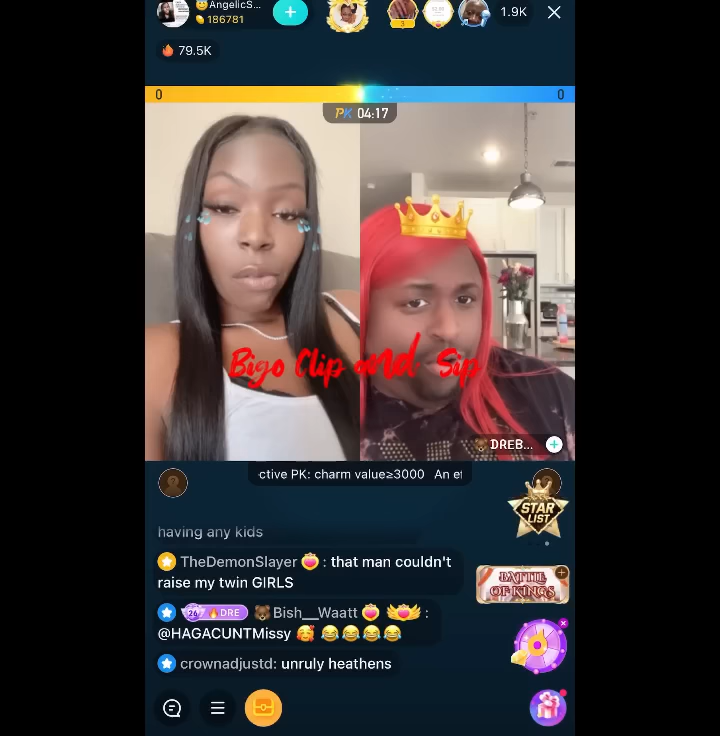 AngelicS...
186781
3
1.9K
79.5K
0
0
PK 04:17
Bigo Clip and Sip
DREB...
ctive PK: charm value≥3000 An
STAR
LIST
having any kids
TheDemonSlayer : that man couldn't
raise my twin GIRLS
BATTLE
OF KINGS
26 DRE Bish__Waatt :
@HAGACUNTMissy
crownadjustd: unruly heathens